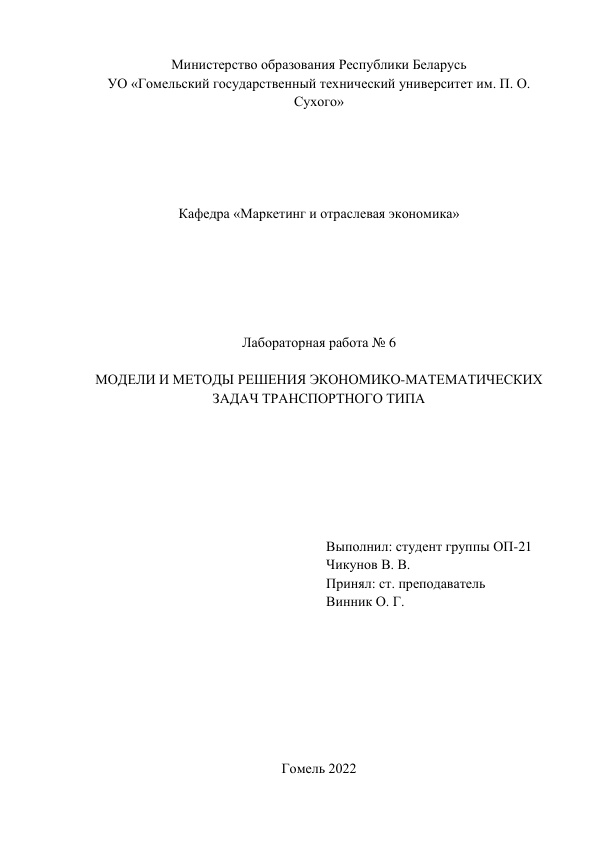 Министерство образования Республики Беларусь
УО «Гомельский государственный технический университет им. П. О.
Сухого»
Кафедра «Маркетинг и отраслевая экономика»
Лабораторная работа № 6
МОДЕЛИ И МЕТОДЫ РЕШЕНИЯ ЭКОНОМИКО-МАТЕМАТИЧЕСКИХ
ЗАДАЧ ТРАНСПОРТНОГО ТИПА
Выполнил: студент группы ОП-21
Чикунов В. В.
Принял: ст. преподаватель
Винник О. Г.
Гомель 2022